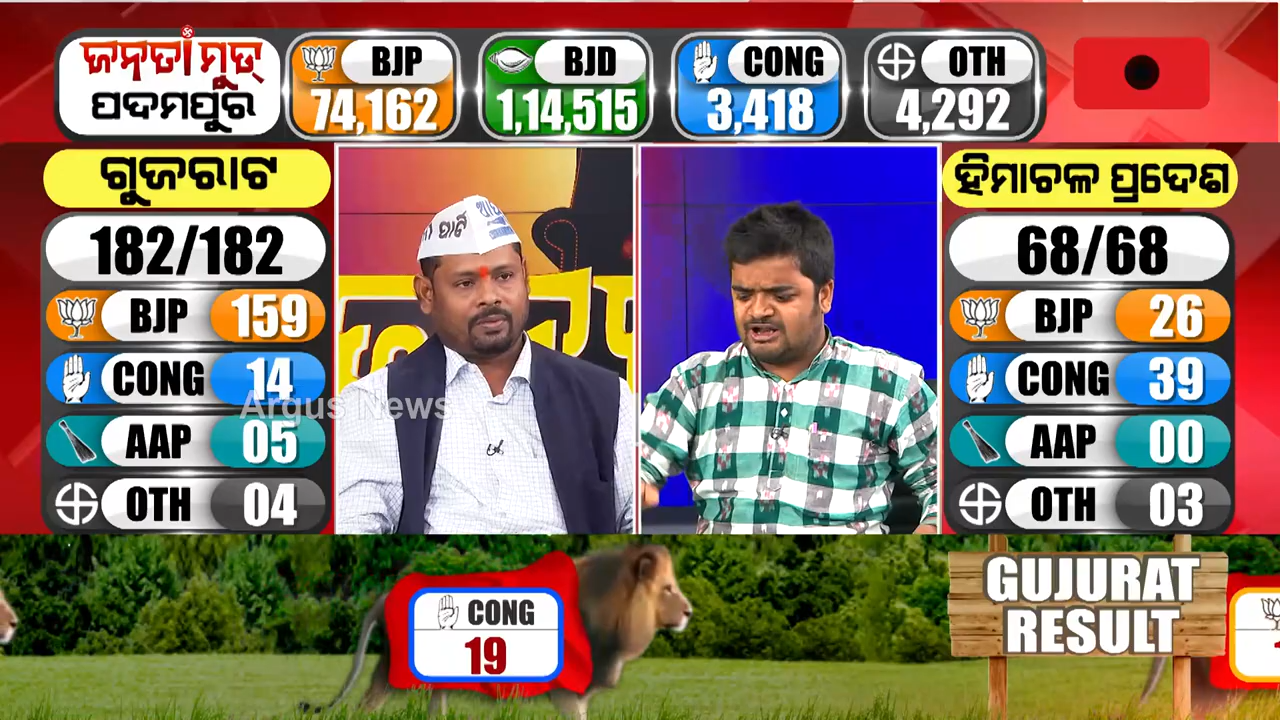 ଜନତା ମୁଡ୍
ପଦମପୁର
BJP
74,162
BJD
1,14,515
CONG
3,418
OTH
4,292
ଗୁଜରାଟ
182/182
BJP 159
CONG 14
AAP 05
OTH 04
ହିମାଚଳ ପ୍ରଦେଶ
68/68
BJP 26
CONG 39
AAP 00
OTH 03
ପାର୍ଟି
Argus News
CONG
19
GUJURAT
RESULT